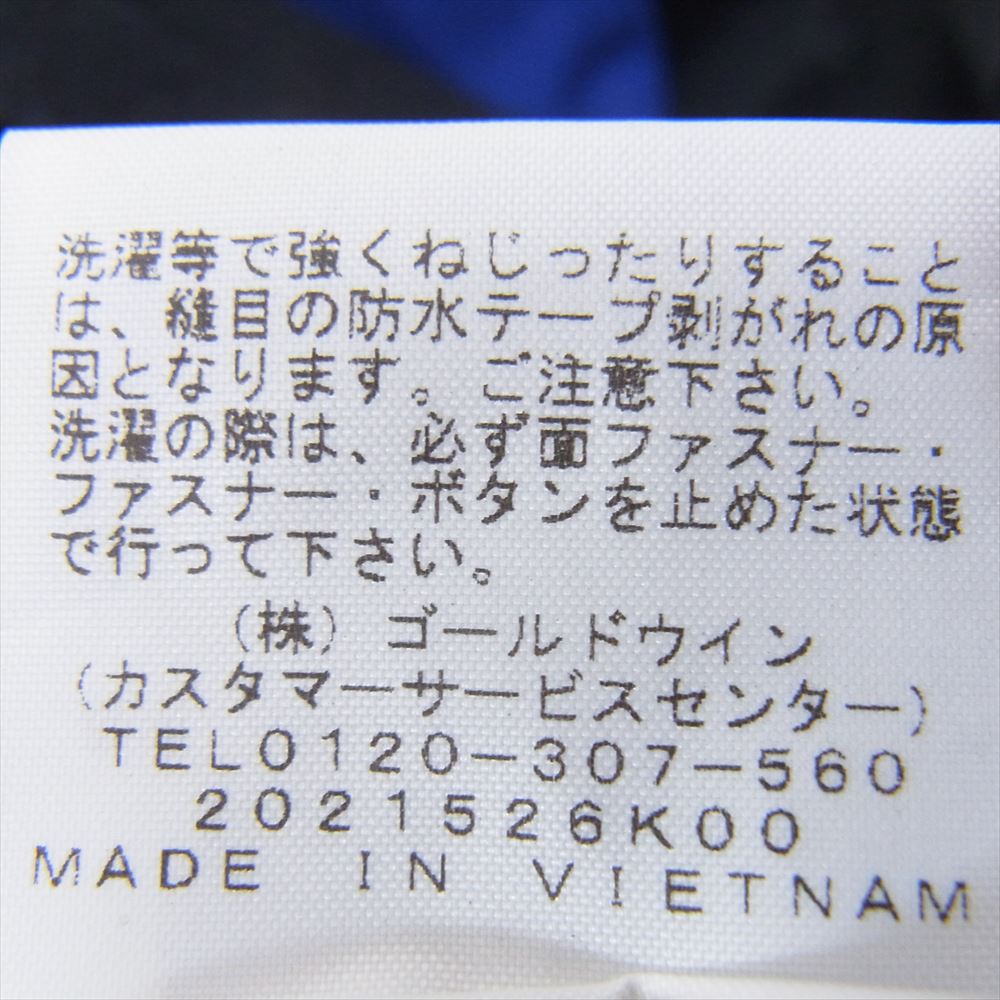 洗濯等で強くねじったりすること
は、縫目の防水テープ剥がれの原
因となります。ご注意下さい。
洗濯の際は、必ず面ファスナー・
ファスナー・ボタンを止めた状態
で行って下さい。
(株) ゴールドウイン
(カスタマーサービスセンター)
TEL0120-307-560
2021526K00
MADE IN VIETNAM